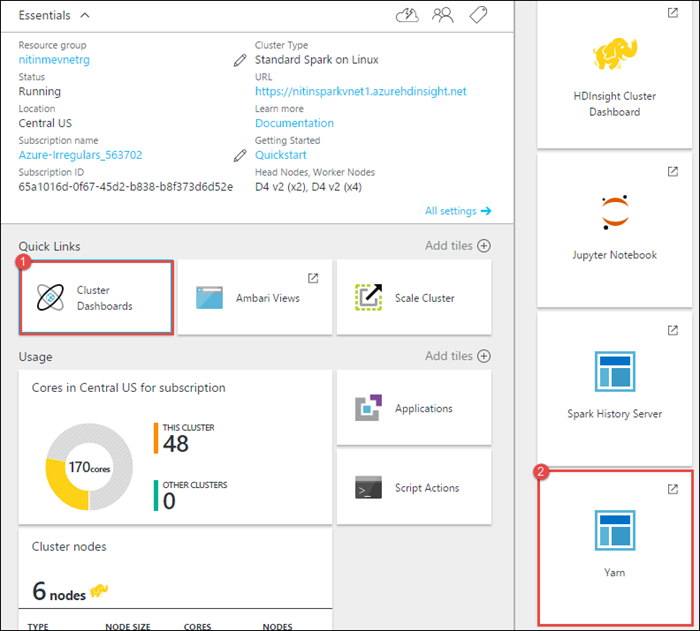 Essentials
Resource group
nitinmevnetrg
Status
Running
Location
Central US
Subscription name
Azure-Irregulars_563702
Subscription ID
65a1016d-0f67-45d2-b838-b8f373d6d52e
Cluster Type
Standard Spark on Linux
URL
https://nitinsparkvnet1.azurehdinsight.net
Learn more
Documentation
Getting Started
Quickstart
Head Nodes, Worker Nodes
D4 v2 (x2), D4 v2 (x4)
All settings
Quick Links
Add tiles
1
Cluster
Dashboards
Ambari Views
Scale Cluster
Usage
Add tiles
Cores in Central US for subscription
170 cores
THIS CLUSTER
48
OTHER CLUSTERS
0
Applications
Script Actions
Cluster nodes
6 nodes
TYPE NODE SIZE CORES NODES
HDInsight Cluster
Dashboard
Jupyter Notebook
Spark History Server
2
Yarn